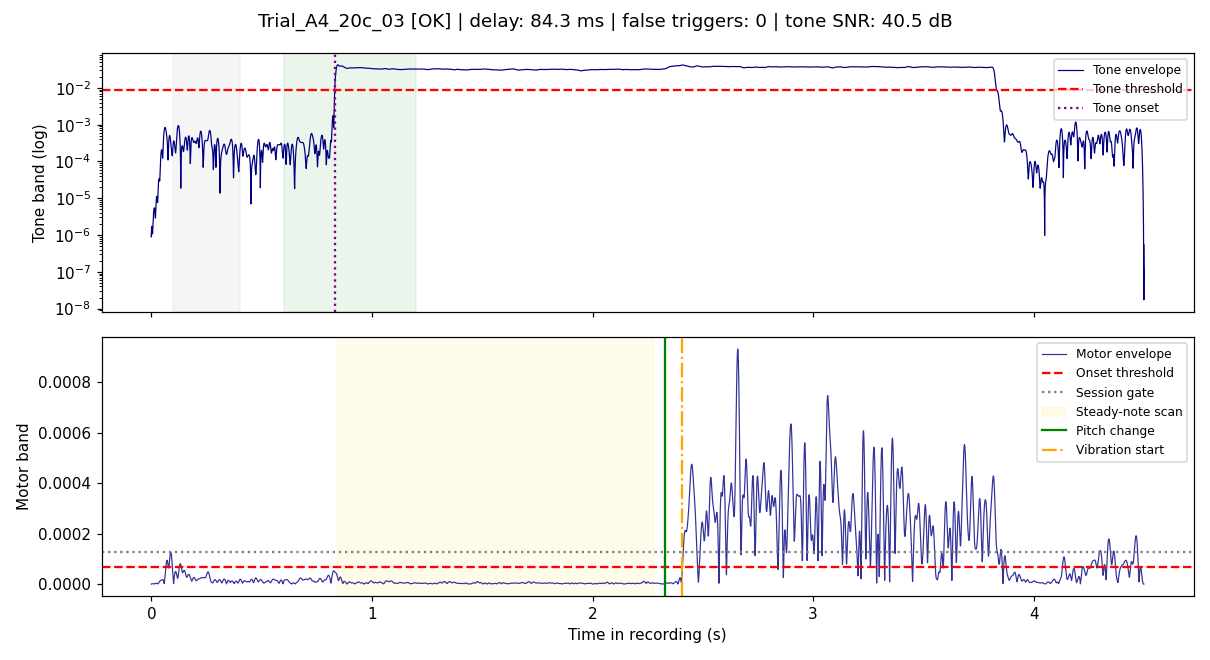 Trial_A4_20c_03 [OK] | delay: 84.3 ms | false triggers: 0 | tone SNR: 40.5 dB
Tone band (log)
10⁻²
10⁻³
10⁻⁴
10⁻⁵
10⁻⁶
10⁻⁷
10⁻⁸
Tone envelope
Tone threshold
Tone onset
Motor band
0.0008
0.0006
0.0004
0.0002
0.0000
Motor envelope
Onset threshold
Session gate
Steady-note scan
Pitch change
Vibration start
0 1 2 3 4
Time in recording (s)